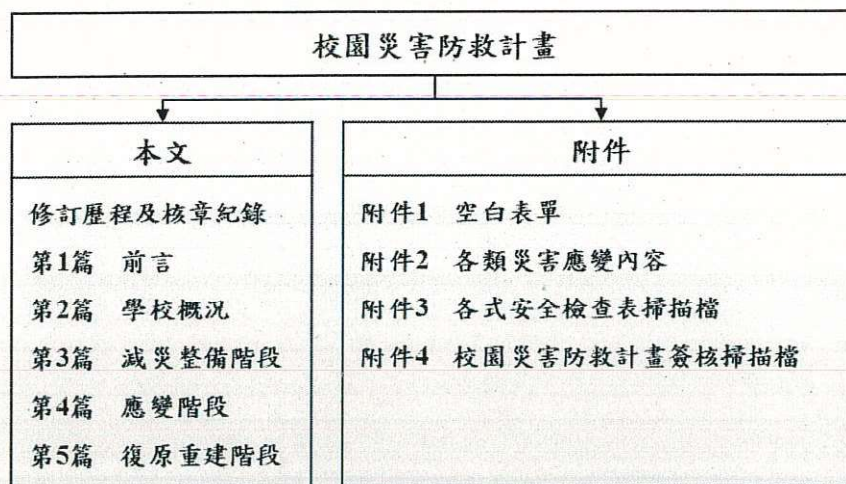 校園災害防救計畫
本文
修訂歷程及核章紀錄
第1篇 前言
第2篇 學校概況
第3篇 減災整備階段
第4篇 應變階段
第5篇 復原重建階段
附件
附件1 空白表單
附件2 各類災害應變內容
附件3 各式安全檢查表掃描檔
附件4 校園災害防救計畫簽核掃描檔